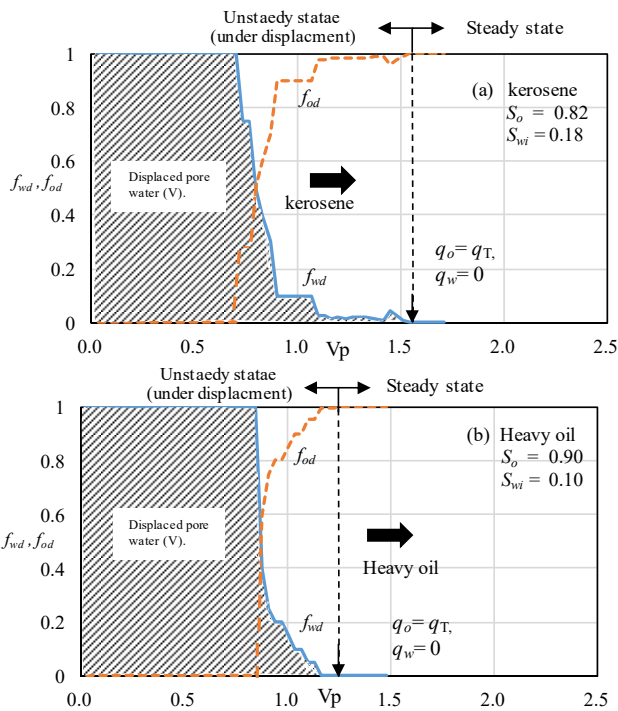 Unstaedy statae
(under displacment)
Steady state
1
0.8
0.6
0.4
0.2
0
f_wd , f_od
(a) kerosene
S_o = 0.82
S_wi = 0.18
f_od
Displaced pore
water (V).
kerosene
f_wd
q_o= q_T,
q_w= 0
0.0 0.5 1.0 1.5 2.0 2.5
Vp
Unstaedy statae
(under displacment)
Steady state
1
0.8
0.6
0.4
0.2
0
f_wd , f_od
(b) Heavy oil
S_o = 0.90
S_wi = 0.10
f_od
Displaced pore
water (V).
Heavy oil
f_wd
q_o= q_T,
q_w= 0
0.0 0.5 1.0 1.5 2.0 2.5
Vp